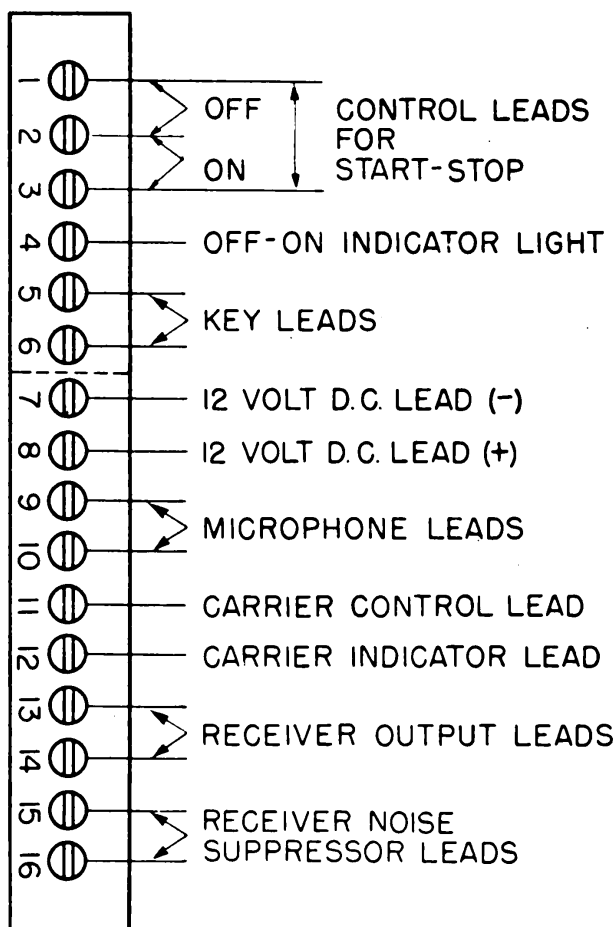 1
OFF
CONTROL LEADS
2
FOR
ON
START-STOP
3
4
OFF-ON INDICATOR LIGHT
5
KEY LEADS
6
7
12 VOLT D.C. LEAD (-)
8
12 VOLT D.C. LEAD (+)
9
MICROPHONE LEADS
10
11
CARRIER CONTROL LEAD
12
CARRIER INDICATOR LEAD
13
RECEIVER OUTPUT LEADS
14
15
RECEIVER NOISE
SUPPRESSOR LEADS
16